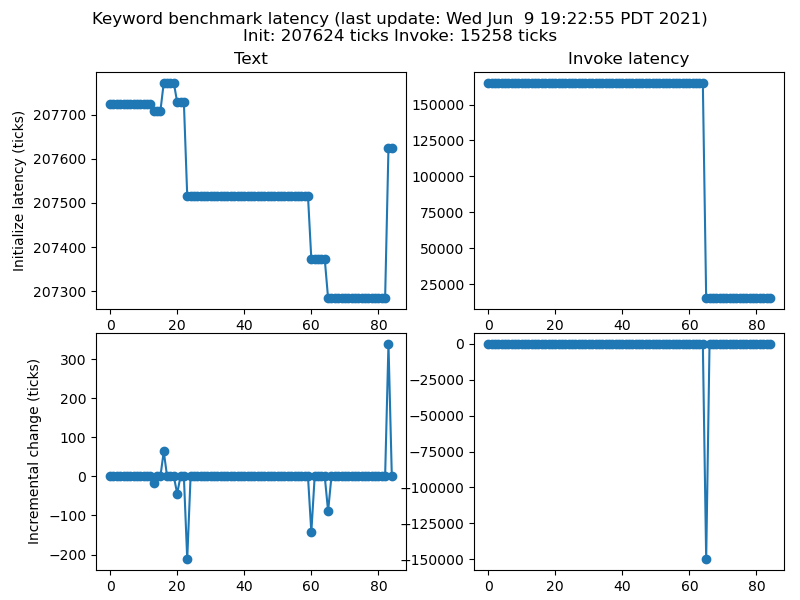 Keyword benchmark latency (last update: Wed Jun  9 19:22:55 PDT 2021)
Init: 207624 ticks Invoke: 15258 ticks
Text
Initialize latency (ticks)
207700
207600
207500
207400
207300
0 20 40 60 80
Invoke latency
150000
125000
100000
75000
50000
25000
0 20 40 60 80
Incremental change (ticks)
300
200
100
0
−100
−200
0 20 40 60 80
0
−25000
−50000
−75000
−100000
−125000
−150000
0 20 40 60 80